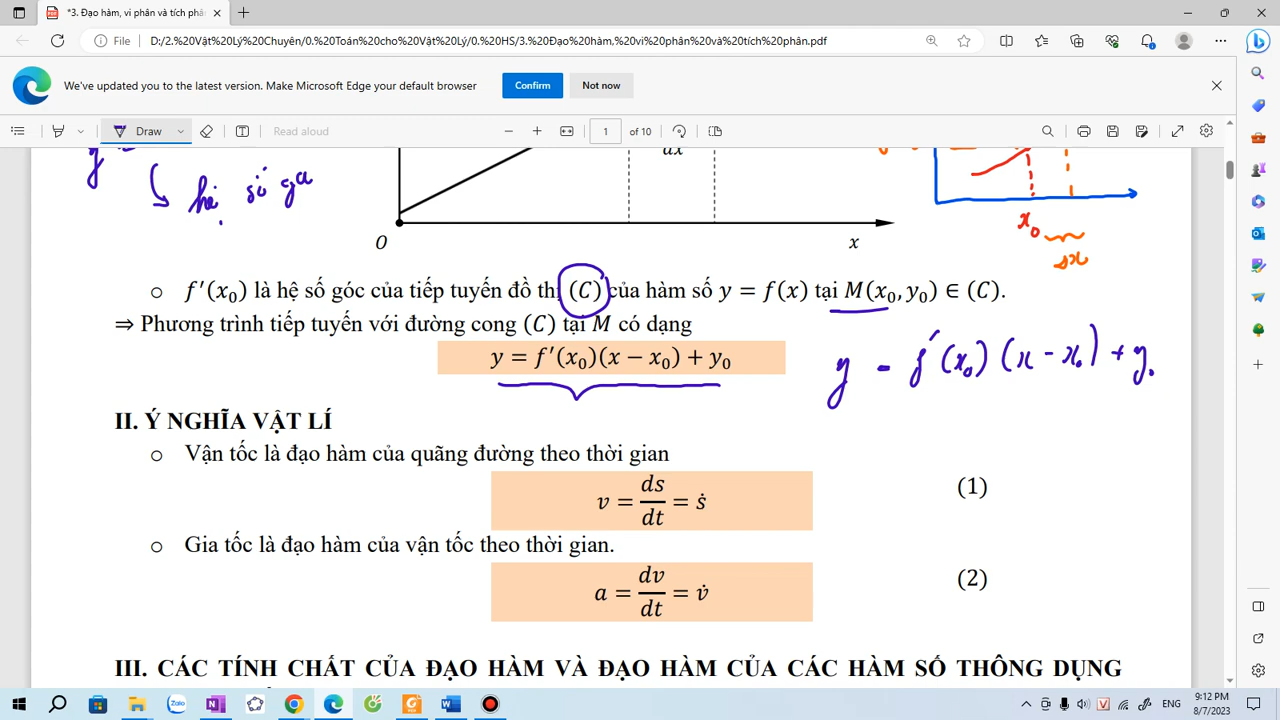 *3. Đạo hàm, vi phân và tích phân
File
D:/2.%20Vật%20Lý%20Chuyên/0.%20Toán%20cho%20Vật%20Lý/0.%20HS/3.%20Đạo%20hàm,%20vi%20phân%20và%20tích%20phân.pdf
We've updated you to the latest version. Make Microsoft Edge your default browser
Confirm
Not now
Draw
Read aloud
1
of 10
y =
hệ số góc
dx
O
x
x₀
Δx
f′(x₀) là hệ số góc của tiếp tuyến đồ thị (C) của hàm số y = f(x) tại M(x₀, y₀) ∈ (C).
⇒ Phương trình tiếp tuyến với đường cong (C) tại M có dạng
y = f′(x₀)(x − x₀) + y₀
y = f′(x₀)(x − x₀) + y₀
II. Ý NGHĨA VẬT LÍ
Vận tốc là đạo hàm của quãng đường theo thời gian
v = ds/dt = ṡ (1)
Gia tốc là đạo hàm của vận tốc theo thời gian.
a = dv/dt = v̇ (2)
III. CÁC TÍNH CHẤT CỦA ĐẠO HÀM VÀ ĐẠO HÀM CỦA CÁC HÀM SỐ THÔNG DỤNG
Zalo
ENG
9:12 PM
8/7/2023